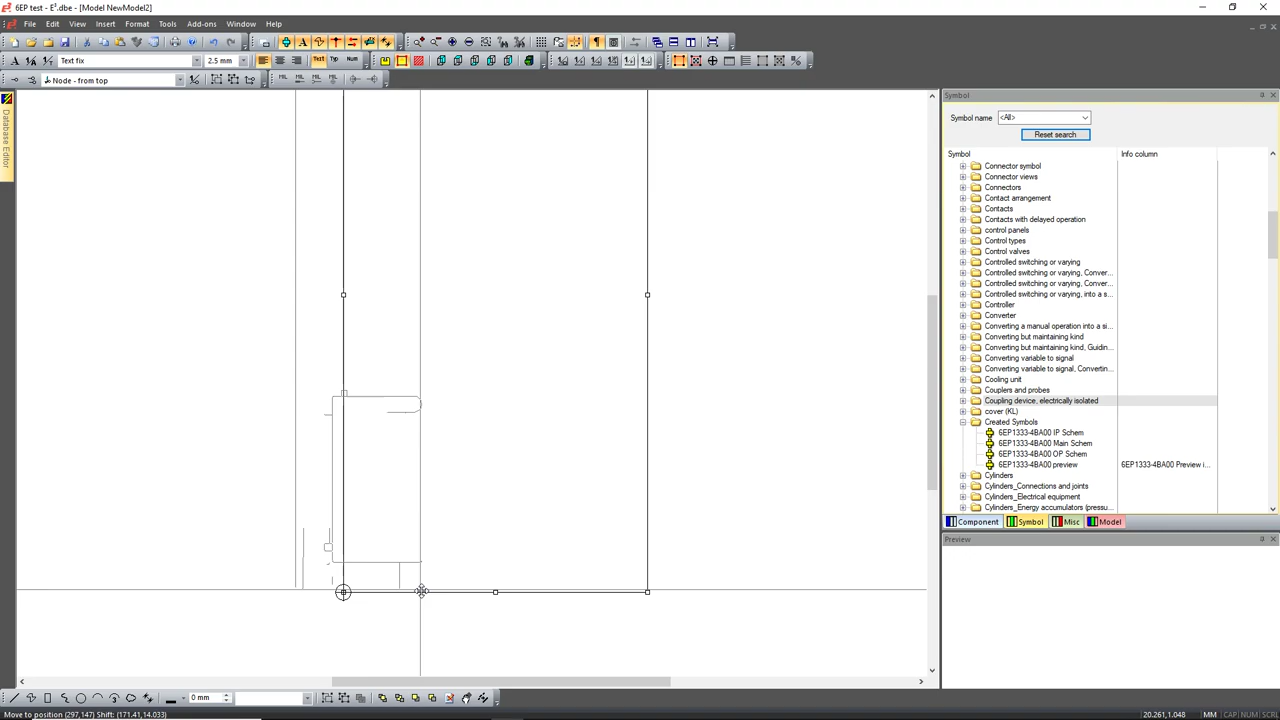 6EP test - E³.dbe - [Model NewModel2]
File Edit View Insert Format Tools Add-ons Window Help
Text fix 2.5 mm Text Typ Num
Node - from top MIL MIL MIL MIL
Database Editor
Symbol
Symbol name <All>
Reset search
Symbol Info column
Connector symbol
Connector views
Connectors
Contact arrangement
Contacts
Contacts with delayed operation
control panels
Control types
Control valves
Controlled switching or varying
Controlled switching or varying, Conver...
Controlled switching or varying, Conver...
Controlled switching or varying, into a s...
Controller
Converter
Converting a manual operation into a si...
Converting but maintaining kind
Converting but maintaining kind, Guidin...
Converting variable to signal
Converting variable to signal, Convertin...
Cooling unit
Couplers and probes
Coupling device, electrically isolated
cover (KL)
Created Symbols
6EP1333-4BA00 IP Schem
6EP1333-4BA00 Main Schem
6EP1333-4BA00 OP Schem
6EP1333-4BA00 preview 6EP1333-4BA00 Preview i...
Cylinders
Cylinders_Connections and joints
Cylinders_Electrical equipment
Cylinders_Energy accumulators (pressu...
Component Symbol Misc Model
Preview
0 mm
Move to position (297,147) Shift: (171.41,14.033) 20.261,1.048 MM CAP NUM SCRL